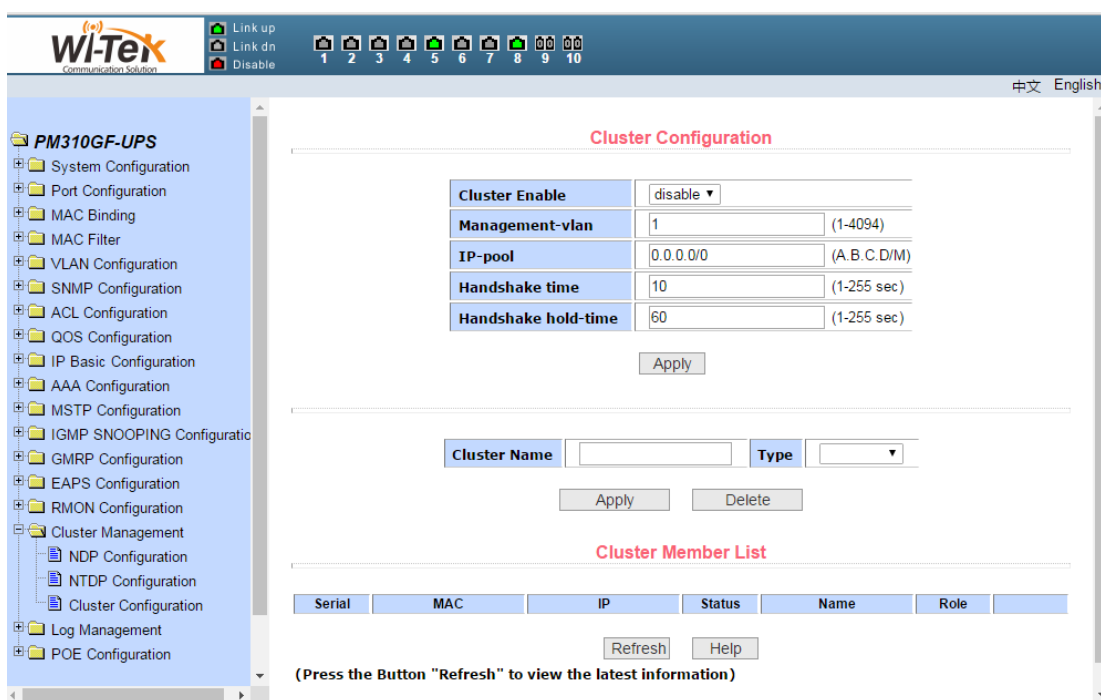 Wi-Tek
Communication Solution
Link up
Link dn
Disable
1 2 3 4 5 6 7 8 9 10
中文 English
PM310GF-UPS
System Configuration
Port Configuration
MAC Binding
MAC Filter
VLAN Configuration
SNMP Configuration
ACL Configuration
QOS Configuration
IP Basic Configuration
AAA Configuration
MSTP Configuration
IGMP SNOOPING Configuratio
GMRP Configuration
EAPS Configuration
RMON Configuration
Cluster Management
NDP Configuration
NTDP Configuration
Cluster Configuration
Log Management
POE Configuration
Cluster Configuration
Cluster Enable disable
Management-vlan 1 (1-4094)
IP-pool 0.0.0.0/0 (A.B.C.D/M)
Handshake time 10 (1-255 sec)
Handshake hold-time 60 (1-255 sec)
Apply
Cluster Name Type
Apply Delete
Cluster Member List
Serial MAC IP Status Name Role
Refresh Help
(Press the Button "Refresh" to view the latest information)